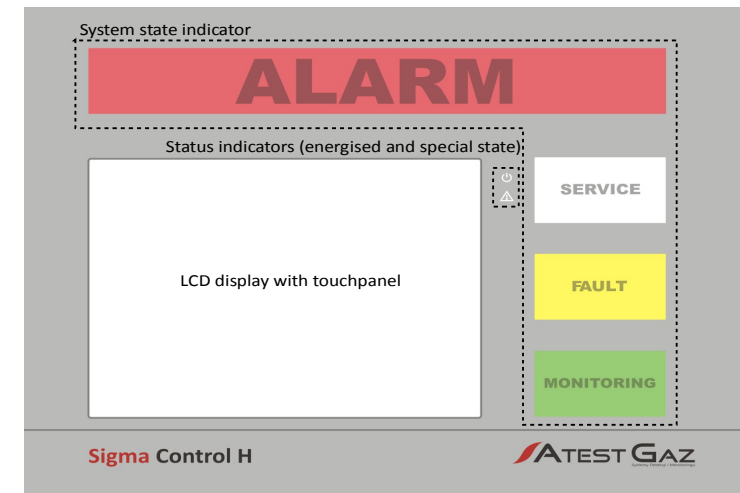 System state indicator
ALARM
Status indicators (energised and special state)
SERVICE
LCD display with touchpanel
FAULT
MONITORING
Sigma Control H
ATEST GAZ